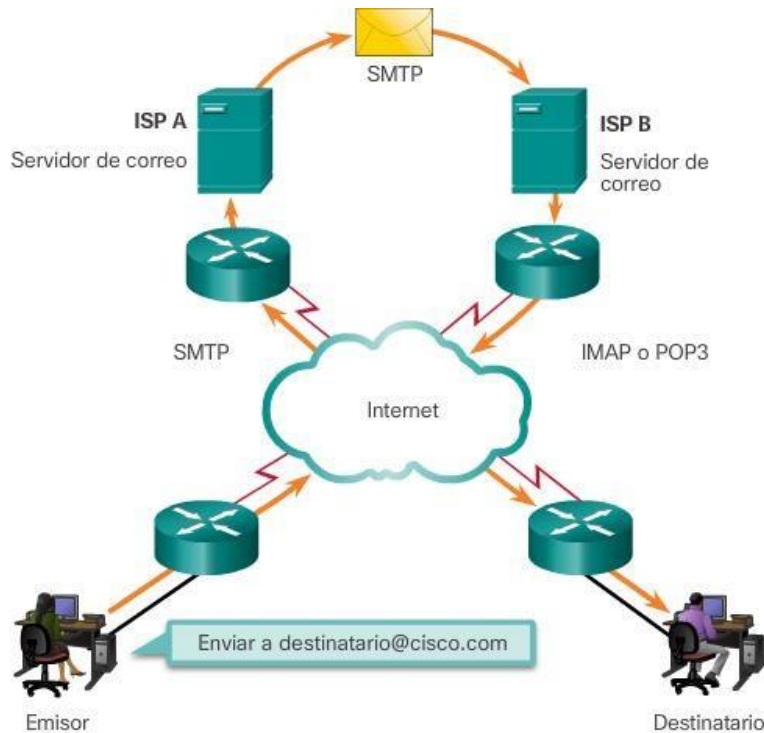 SMTP
ISP A
Servidor de correo
ISP B
Servidor de
correo
SMTP
IMAP o POP3
Internet
Enviar a destinatario@cisco.com
Emisor
Destinatario